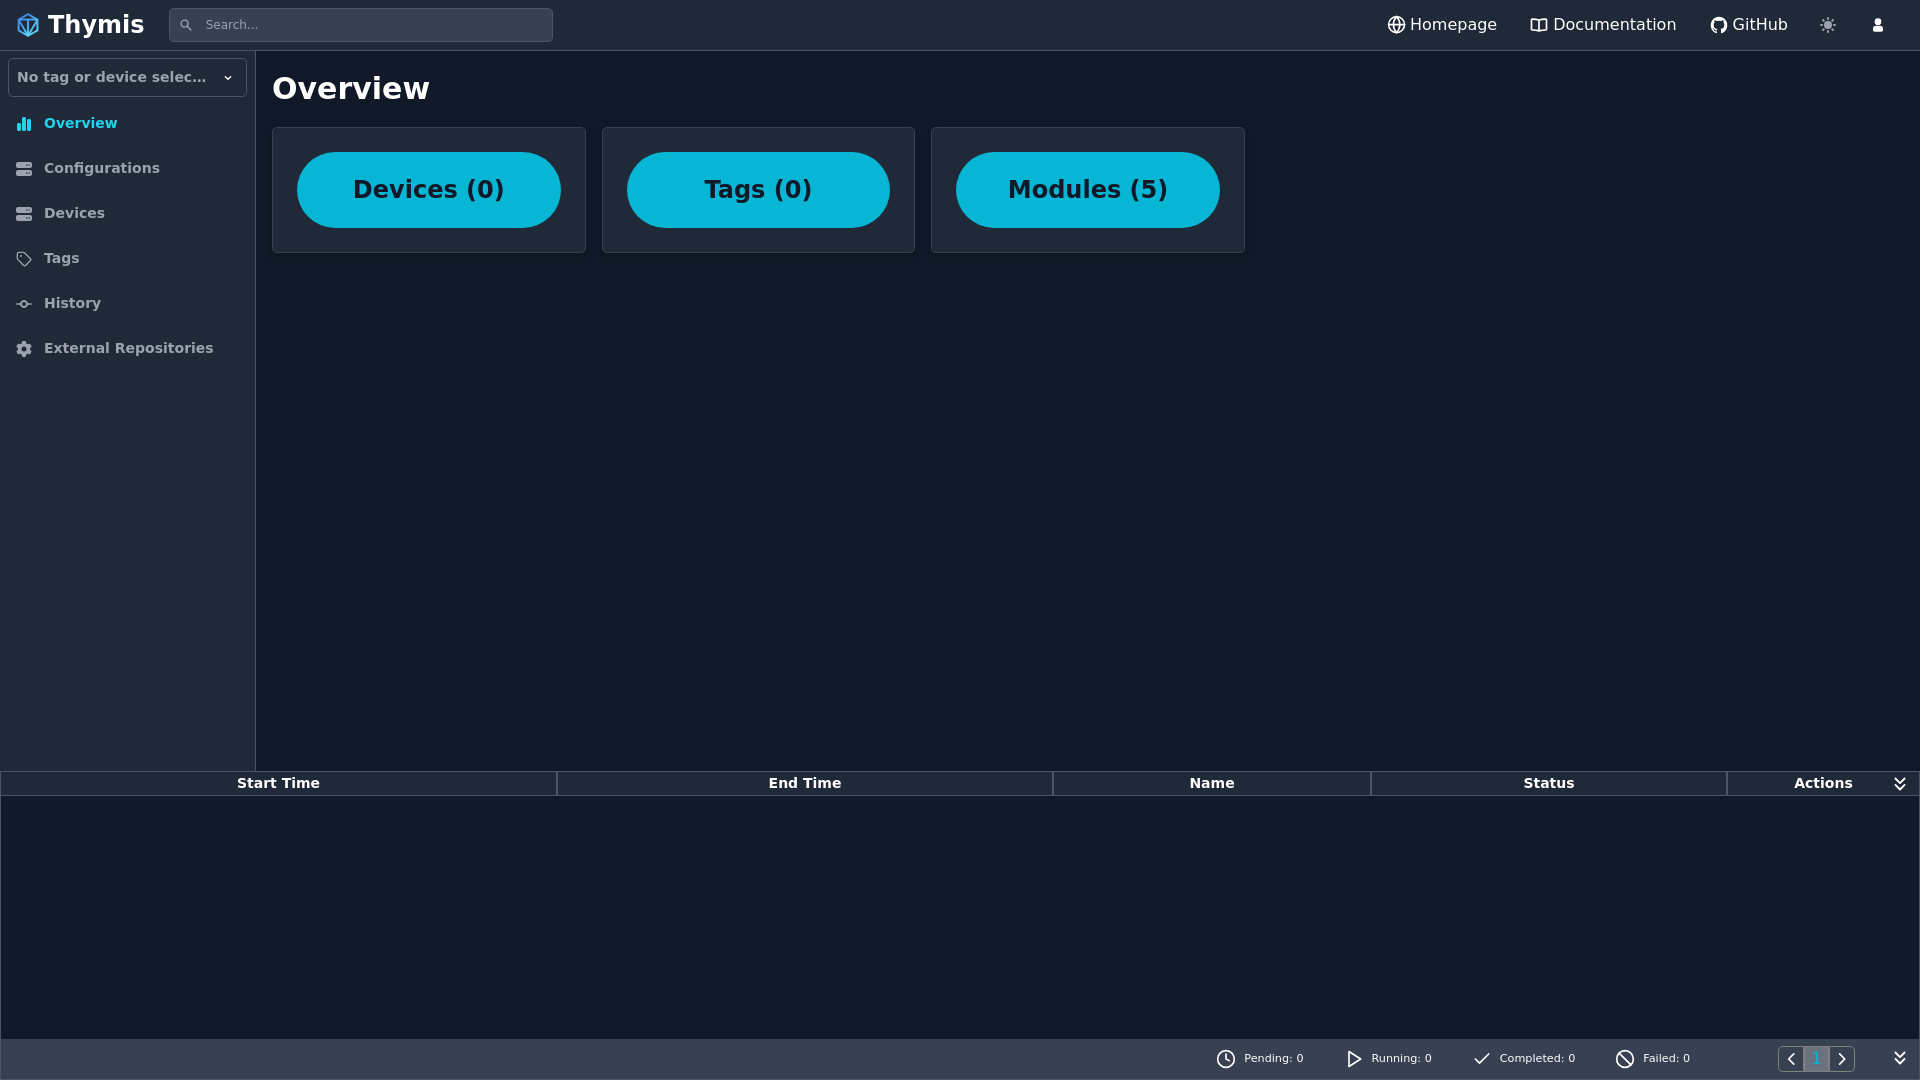 Thymis
Search...
Homepage
Documentation
GitHub
No tag or device selec...
Overview
Configurations
Devices
Tags
History
External Repositories
Overview
Devices (0)
Tags (0)
Modules (5)
Start Time
End Time
Name
Status
Actions
Pending: 0
Running: 0
Completed: 0
Failed: 0
1